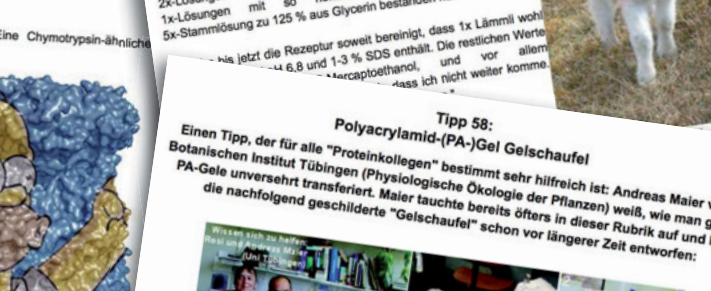 Eine Chymotrypsin-ähnliche
1x-Lösungen mit so
5x-Stammlösung zu 125 % aus Glycerin bestanden
bis jetzt die Rezeptur soweit bereinigt, dass 1x Lämmli wohl
6,8 und 1-3 % SDS enthält. Die restlichen Werte
Mercaptoethanol, und vor allem
dass ich nicht weiter komme.
Tipp 58:
Polyacrylamid-(PA-)Gel Gelschaufel
Einen Tipp, der für alle "Proteinkollegen" bestimmt sehr hilfreich ist: Andreas Maier
Botanischen Institut Tübingen (Physiologische Ökologie der Pflanzen) weiß, wie man
PA-Gele unversehrt transferiert. Maier tauchte bereits öfters in dieser Rubrik auf und
die nachfolgend geschilderte "Gelschaufel" schon vor längerer Zeit entworfen:
Wissen sich zu helfen:
Rosi und Andreas Maier
(Uni Tübingen)